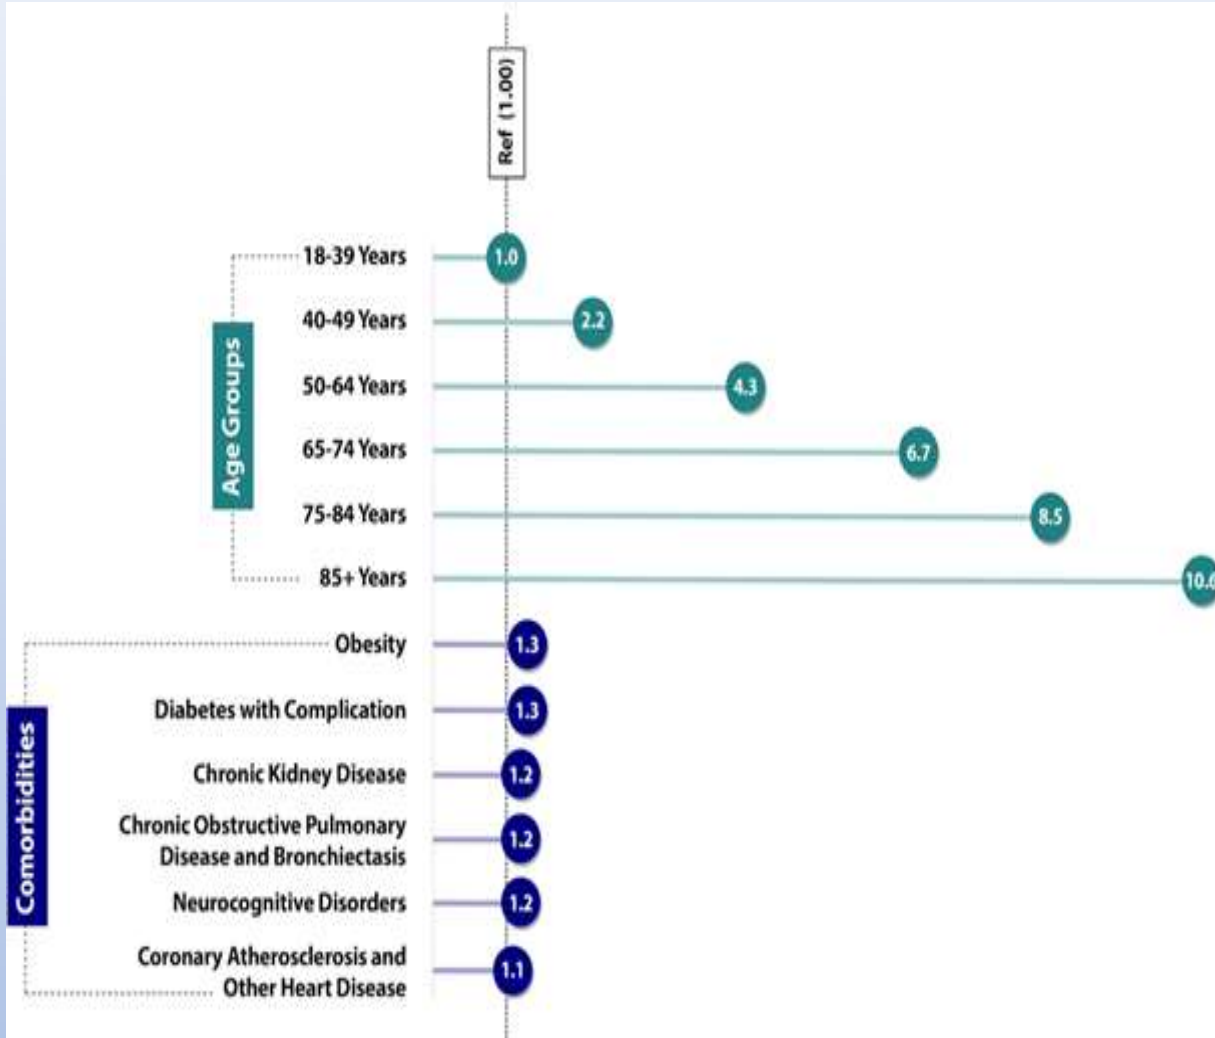 Ref (1.00)
Age Groups
18-39 Years
1.0
40-49 Years
2.2
50-64 Years
4.3
65-74 Years
6.7
75-84 Years
8.5
85+ Years
10.6
Comorbidities
Obesity
1.3
Diabetes with Complication
1.3
Chronic Kidney Disease
1.2
Chronic Obstructive Pulmonary
Disease and Bronchiectasis
1.2
Neurocognitive Disorders
1.2
Coronary Atherosclerosis and
Other Heart Disease
1.1